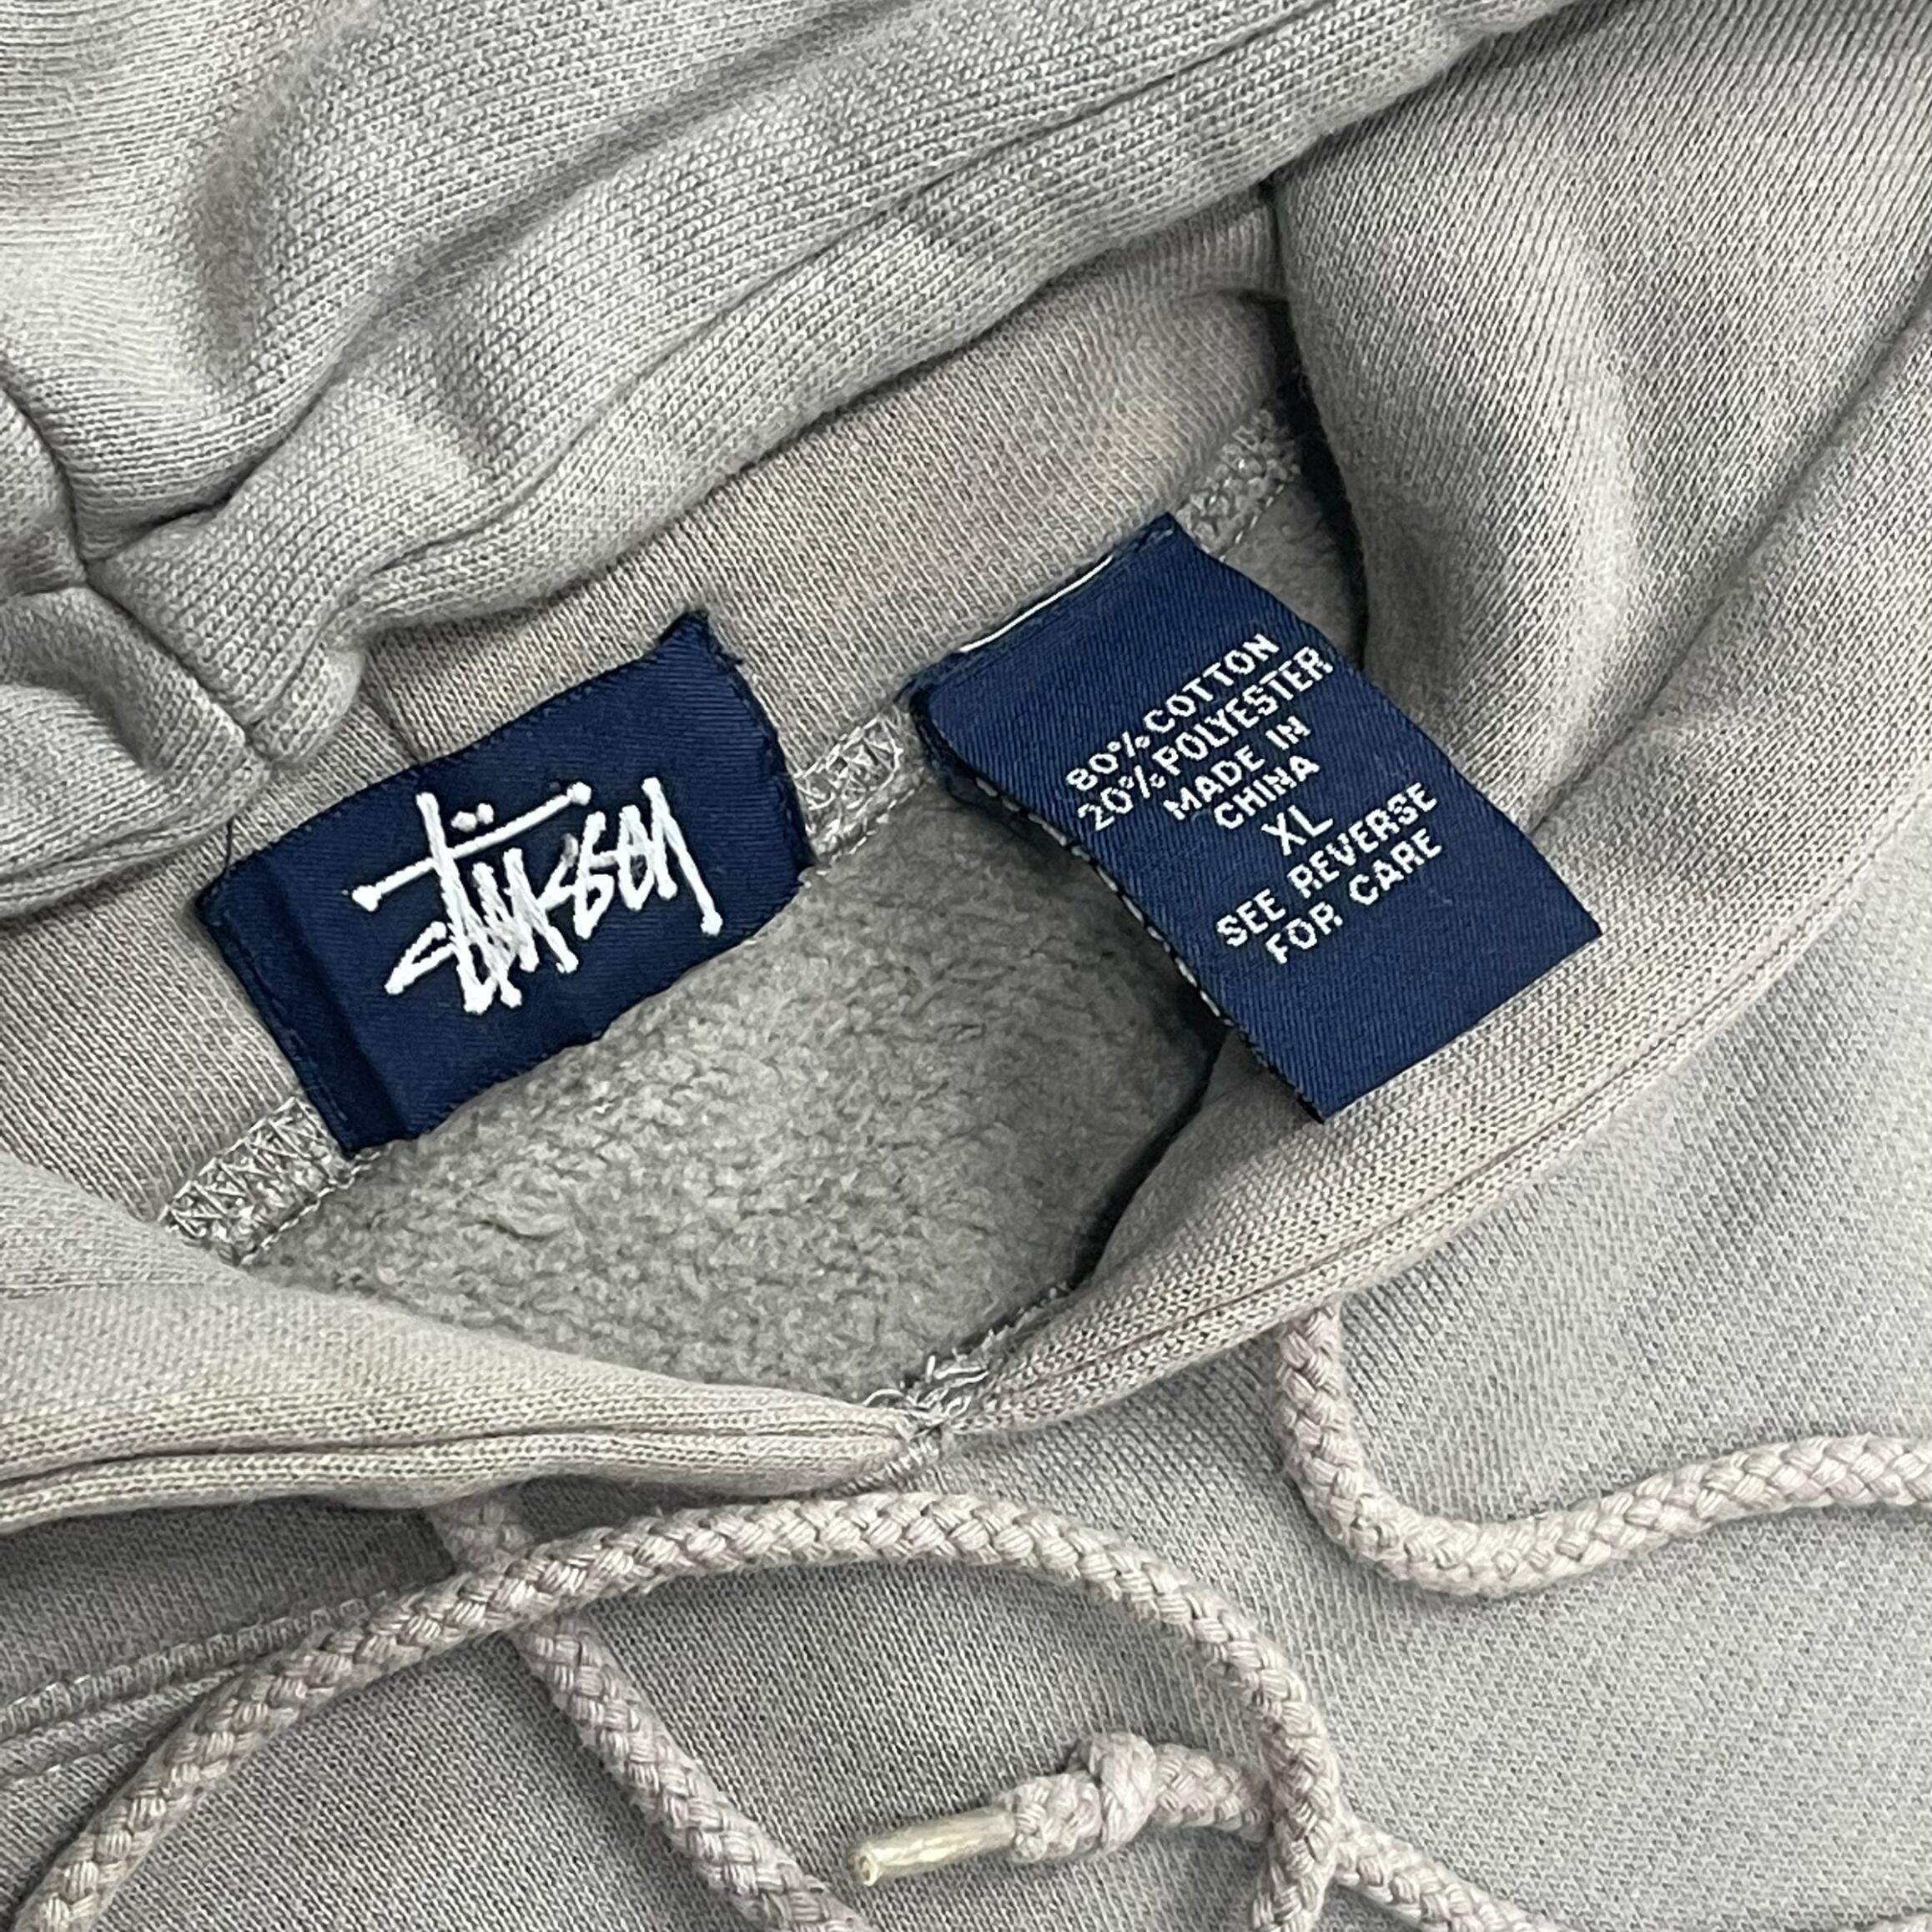 Stüssy
80% COTTON
20% POLYESTER
MADE IN
CHINA
XL
SEE REVERSE
FOR CARE